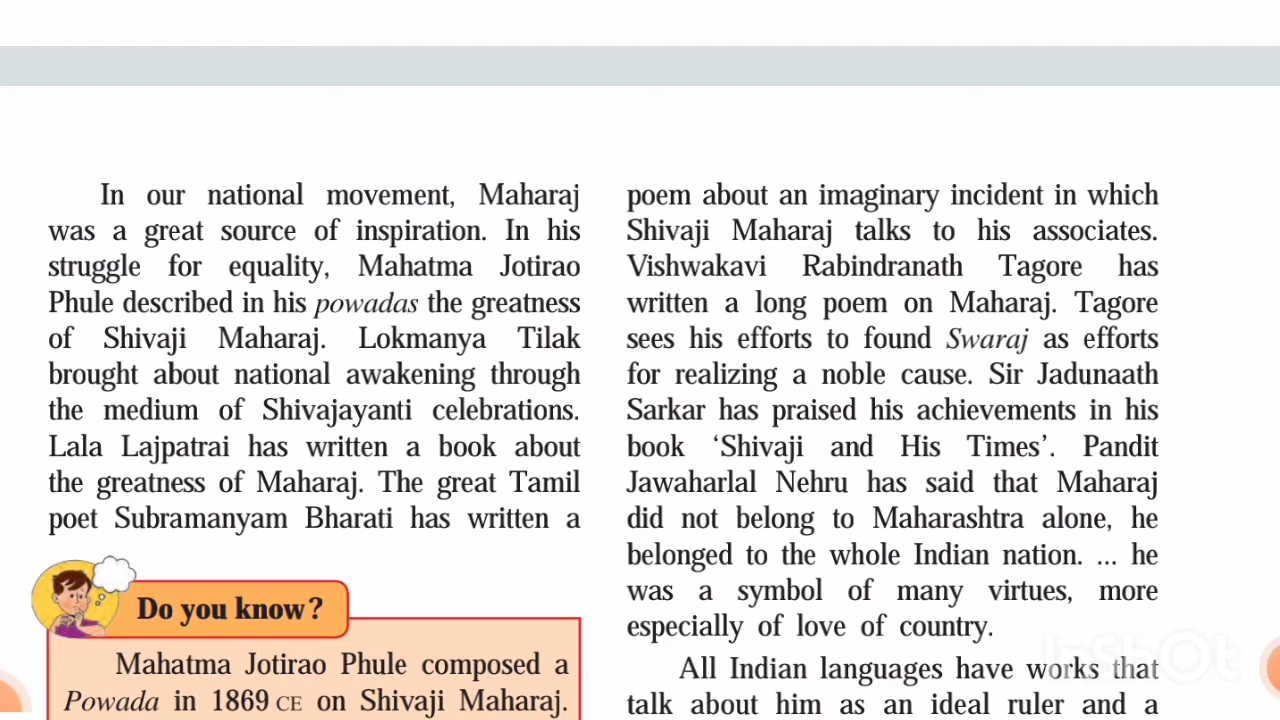 In our national movement, Maharaj
was a great source of inspiration. In his
struggle for equality, Mahatma Jotirao
Phule described in his powadas the greatness
of Shivaji Maharaj. Lokmanya Tilak
brought about national awakening through
the medium of Shivajayanti celebrations.
Lala Lajpatrai has written a book about
the greatness of Maharaj. The great Tamil
poet Subramanyam Bharati has written a
Do you know?
Mahatma Jotirao Phule composed a
Powada in 1869 CE on Shivaji Maharaj.
poem about an imaginary incident in which
Shivaji Maharaj talks to his associates.
Vishwakavi Rabindranath Tagore has
written a long poem on Maharaj. Tagore
sees his efforts to found Swaraj as efforts
for realizing a noble cause. Sir Jadunaath
Sarkar has praised his achievements in his
book ‘Shivaji and His Times’. Pandit
Jawaharlal Nehru has said that Maharaj
did not belong to Maharashtra alone, he
belonged to the whole Indian nation. ... he
was a symbol of many virtues, more
especially of love of country.
All Indian languages have works that
talk about him as an ideal ruler and a
InShOt